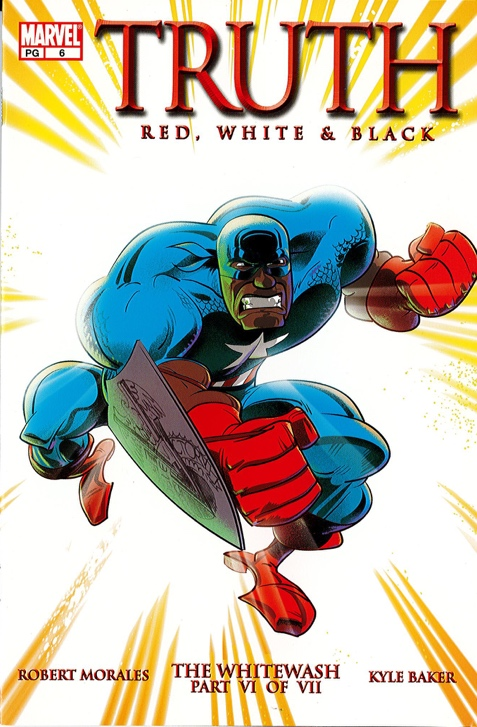 MARVEL
PG 6
TRUTH
RED, WHITE & BLACK
ROBERT MORALES
THE WHITEWASH
PART VI OF VII
KYLE BAKER